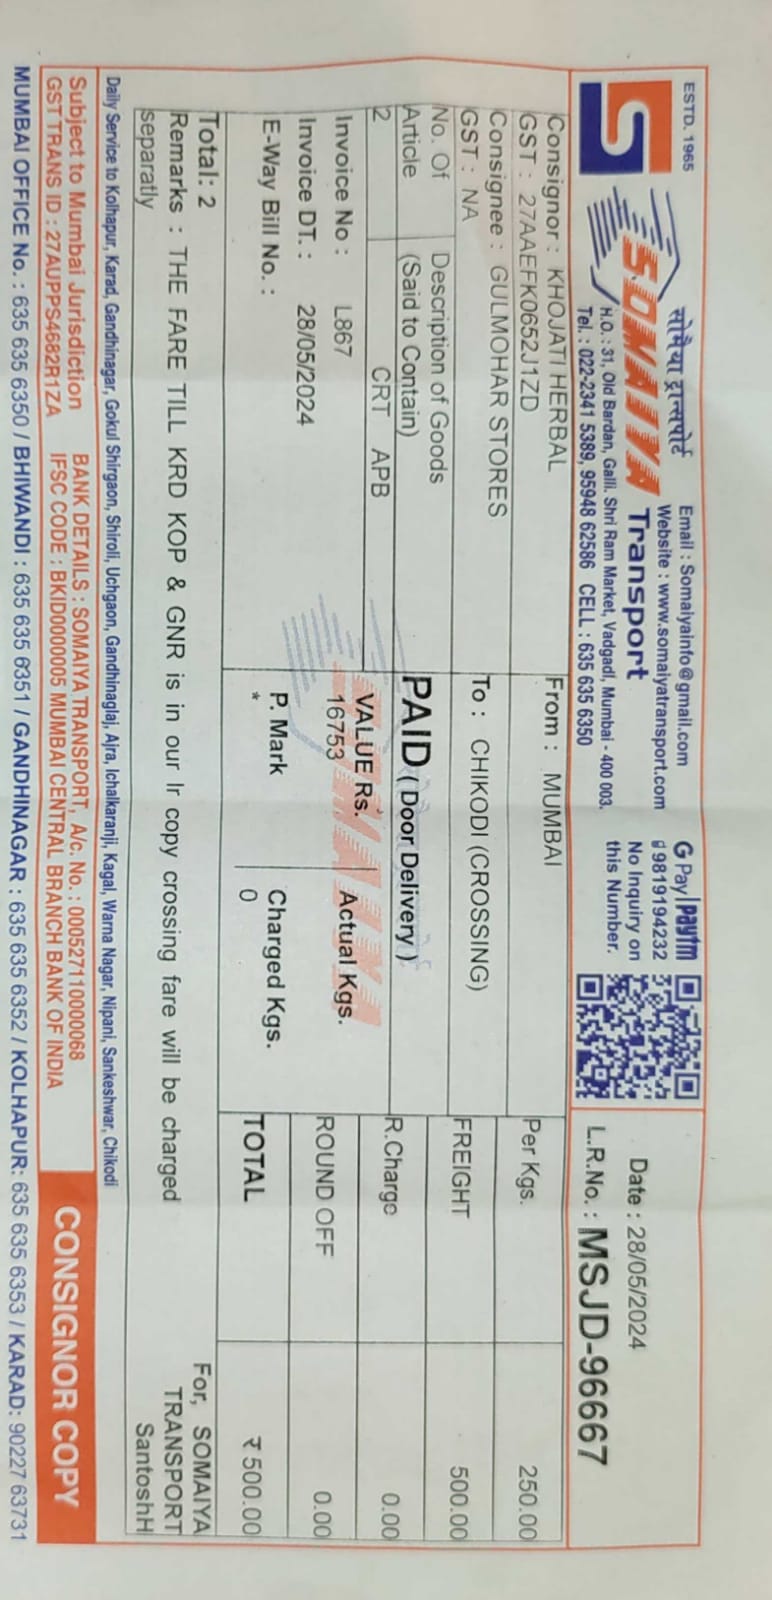 ESTD. 1965
सोमैया ट्रान्सपोर्ट
SOMAIYA Transport
Email : Somaiyainfo@gmail.com
Website : www.somaiyatransport.com
H.O. : 31, Old Bardan, Galli. Shri Ram Market, Vadgadi, Mumbai - 400 003.
Tel. : 022-2341 5389, 95948 62586 CELL : 635 635 6350
G Pay | paytm
9819194232
No Inquiry on
this Number.
Date : 28/05/2024
L.R.No. : MSJD-96667
Consignor : KHOJATI HERBAL
GST : 27AAEFK0652J1ZD
From : MUMBAI
Per Kgs. 250.00
Consignee : GULMOHAR STORES
GST : NA
To : CHIKODI (CROSSING)
FREIGHT 500.00
No. Of
Article
Description of Goods
(Said to Contain)
PAID ( Door Delivery )
R.Charge 0.00
2 CRT APB
VALUE Rs.
16753
Actual Kgs.
ROUND OFF 0.00
Invoice No : L867
Invoice DT. : 28/05/2024
E-Way Bill No. :
P. Mark
*
Charged Kgs.
0
TOTAL ₹ 500.00
Total: 2
Remarks : THE FARE TILL KRD KOP & GNR is in our lr copy crossing fare will be charged
separatly
For, SOMAIYA
TRANSPORT
SantoshH
Daily Service to Kolhapur, Karad, Gandhinagar, Gokul Shirgaon, Shiroli, Uchgaon, Gandhinaglaj, Ajra, Ichalkaranji, Kagal, Warna Nagar, Nipani, Sankeshwar, Chikodi
Subject to Mumbai Jurisdiction
GST TRANS ID : 27AUPPS4682R1ZA
BANK DETAILS : SOMAIYA TRANSPORT, A/c. No. : 000527110000068
IFSC CODE : BKID0000005 MUMBAI CENTRAL BRANCH BANK OF INDIA
CONSIGNOR COPY
MUMBAI OFFICE No. : 635 635 6350 / BHIWANDI : 635 635 6351 / GANDHINAGAR : 635 635 6352 / KOLHAPUR: 635 635 6353 / KARAD: 90227 63731